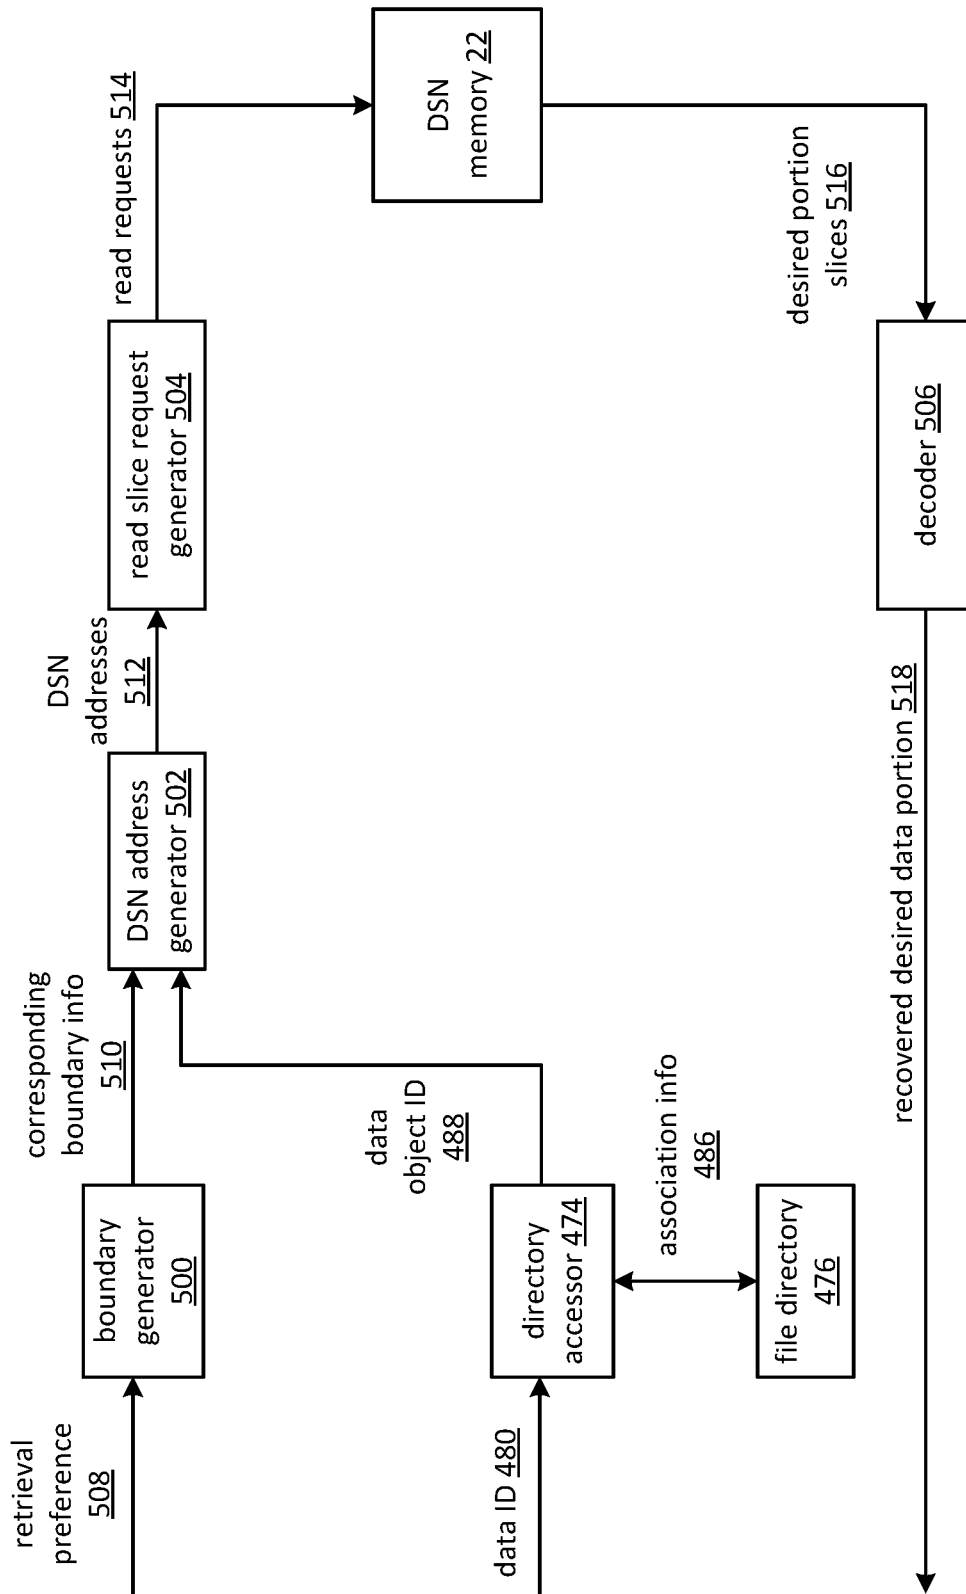 retrieval
preference
508
boundary
generator
500
corresponding
boundary info
510
DSN address
generator 502
DSN
addresses
512
read slice request
generator 504
read requests 514
DSN
memory 22
data ID 480
directory
accessor 474
data
object ID
488
association info
486
file directory
476
desired portion
slices 516
decoder 506
recovered desired data portion 518